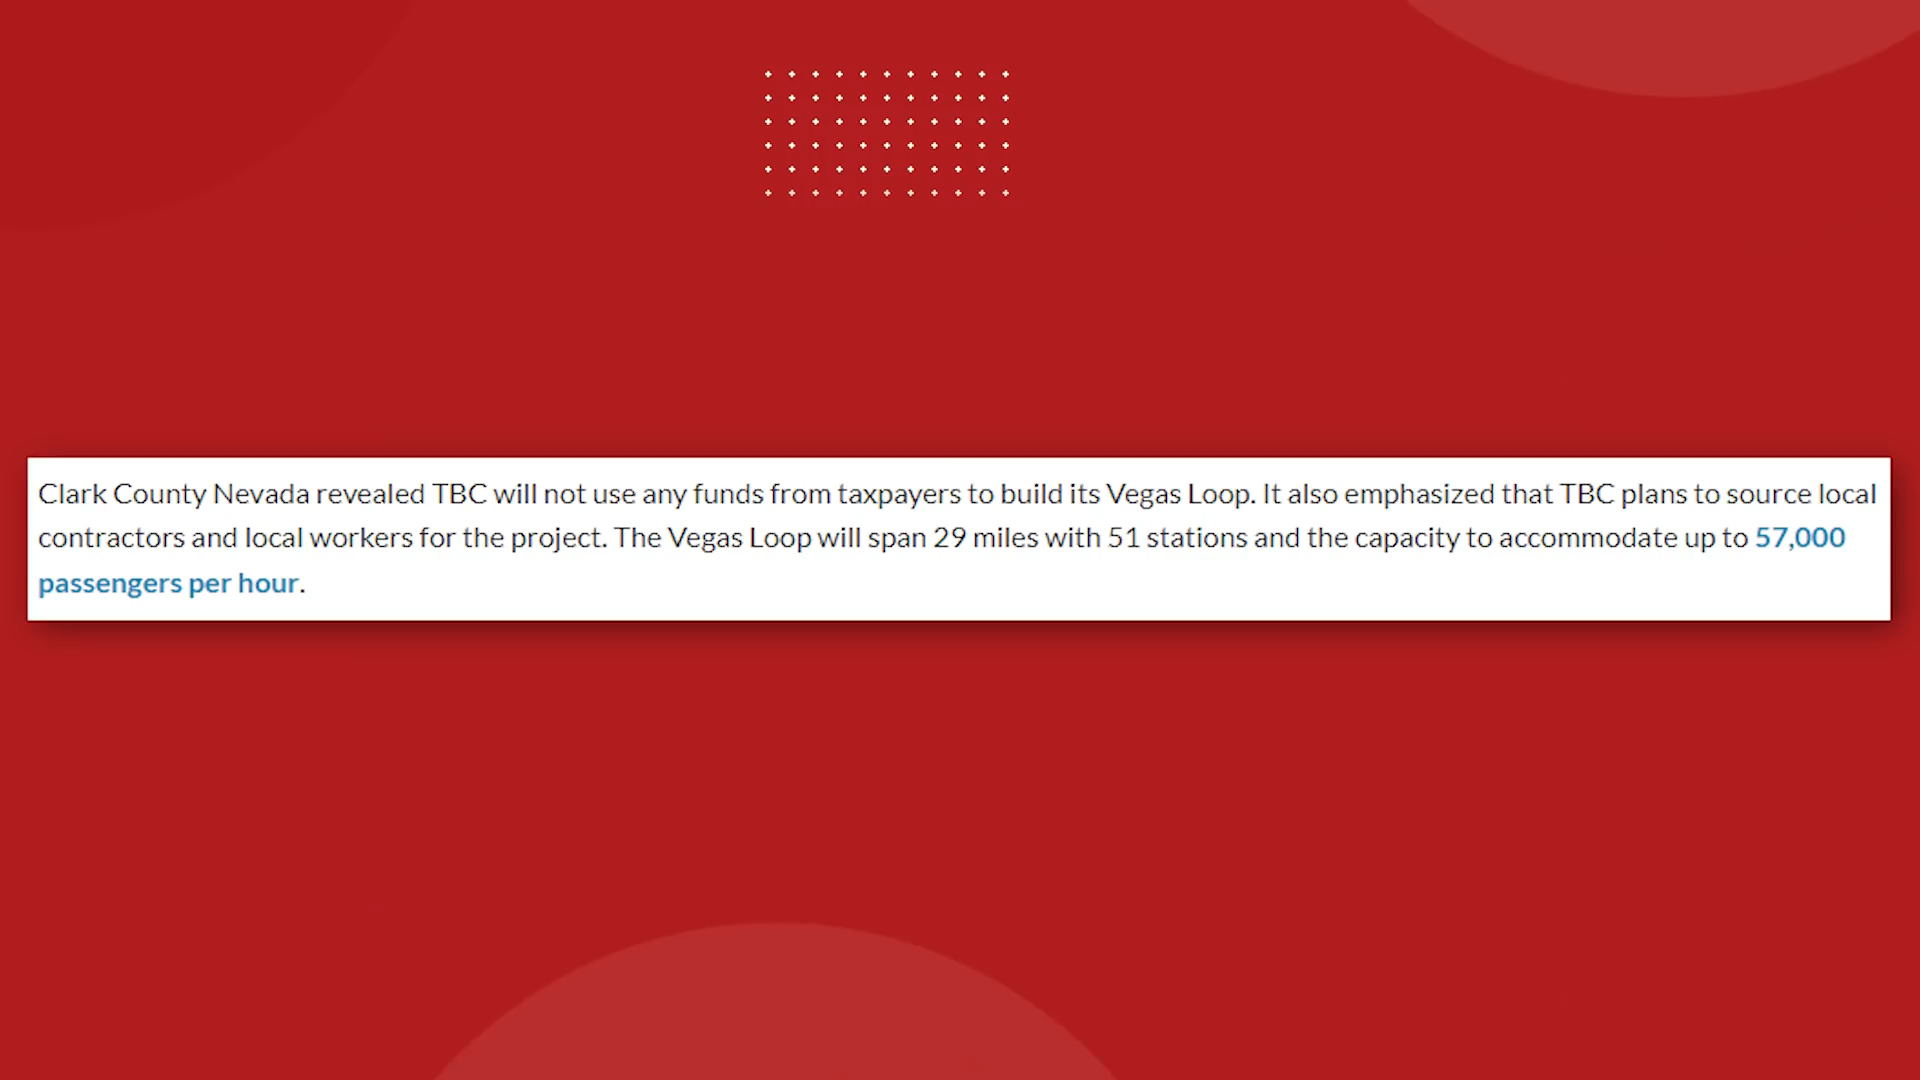 Clark County Nevada revealed TBC will not use any funds from taxpayers to build its Vegas Loop. It also emphasized that TBC plans to source local
contractors and local workers for the project. The Vegas Loop will span 29 miles with 51 stations and the capacity to accommodate up to 57,000
passengers per hour.